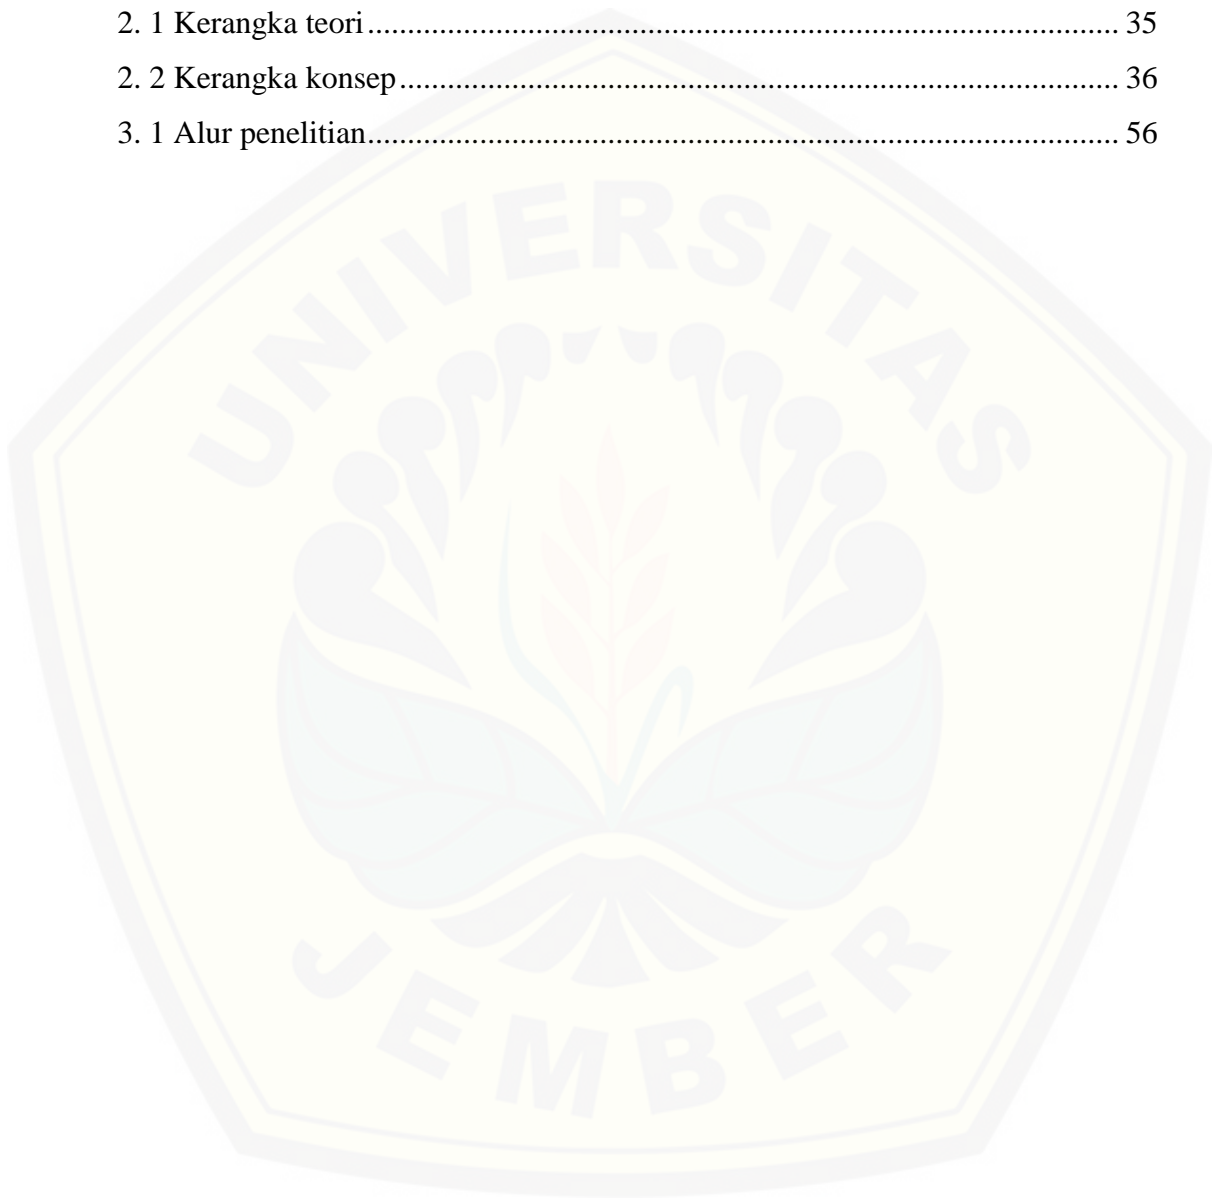 2. 1 Kerangka teori.............................................................................................. 35
2. 2 Kerangka konsep.......................................................................................... 36
3. 1 Alur penelitian.............................................................................................. 56
UNIVERSITAS
JEMBER